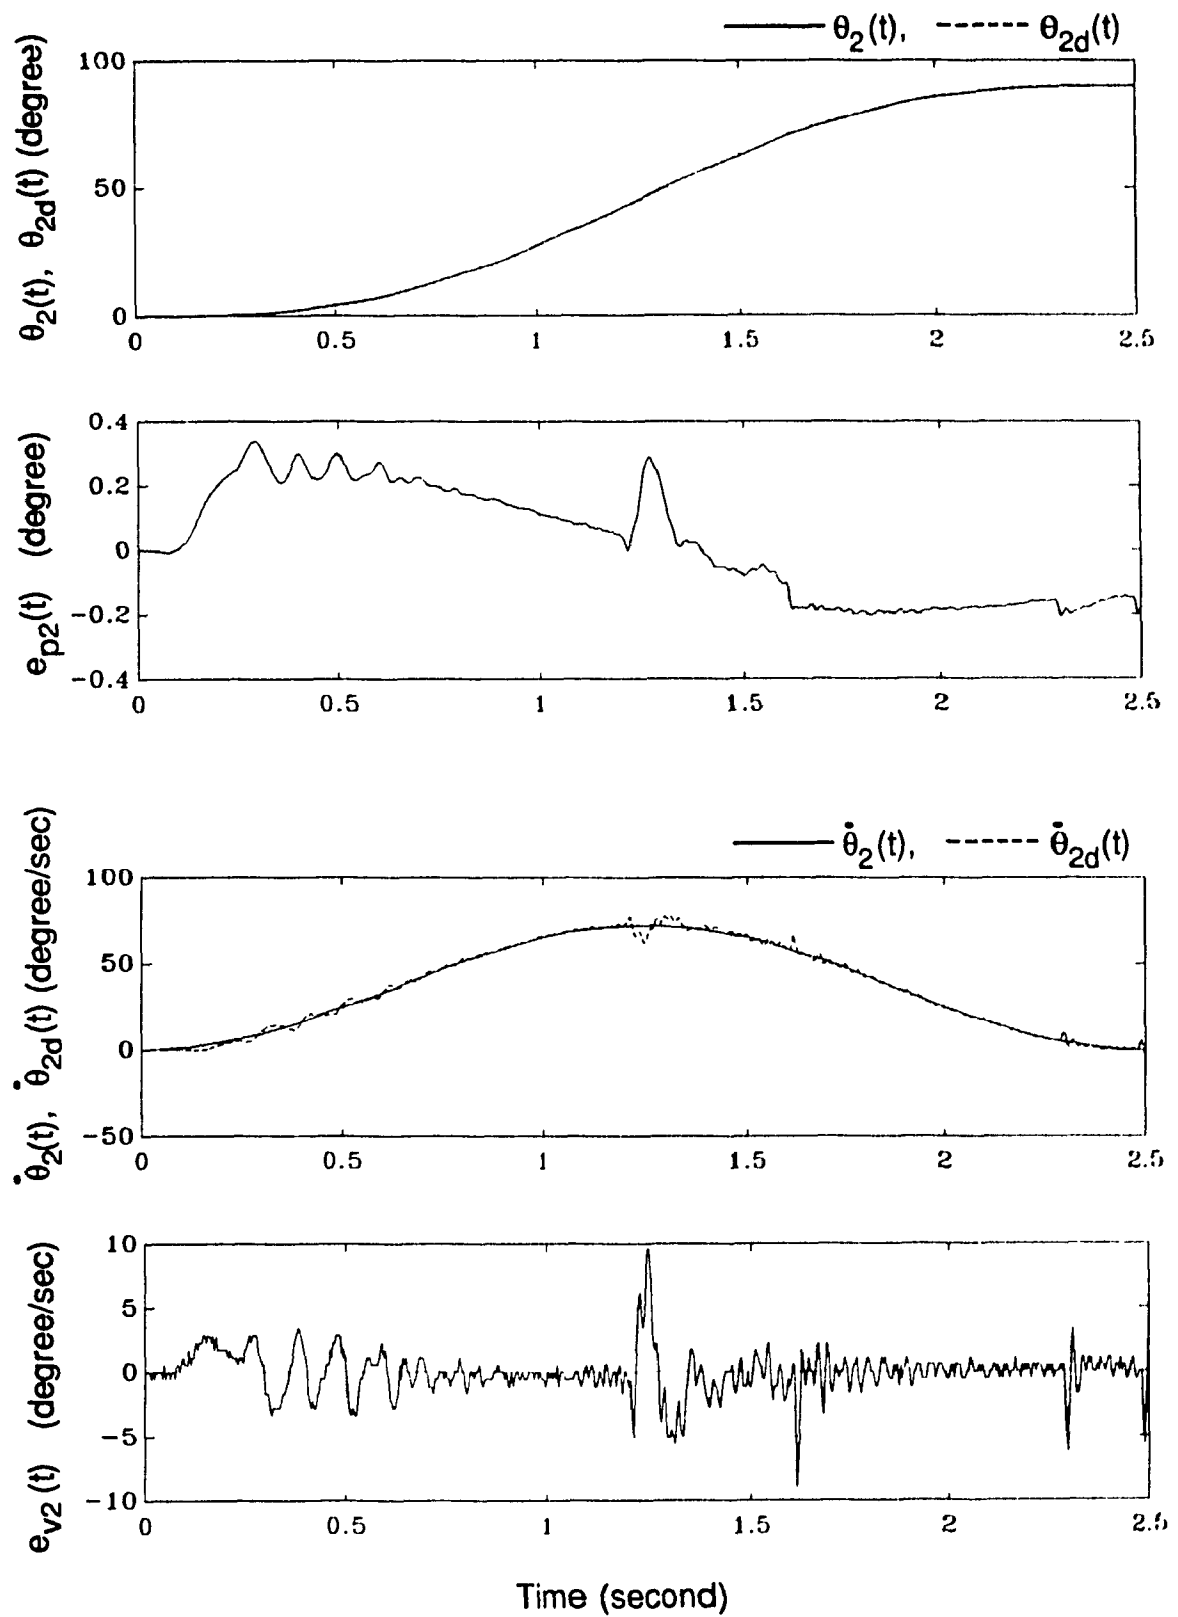 θ₂(t), θ₂d(t)
θ₂(t), θ₂d(t) (degree)
100
50
0
0 0.5 1 1.5 2 2.5
e_p2(t) (degree)
0.4
0.2
0
−0.2
−0.4
0 0.5 1 1.5 2 2.5
θ̇₂(t), θ̇₂d(t)
θ̇₂(t), θ̇₂d(t) (degree/sec)
100
50
0
−50
0 0.5 1 1.5 2 2.5
e_v2(t) (degree/sec)
10
5
0
−5
−10
0 0.5 1 1.5 2 2.5
Time (second)